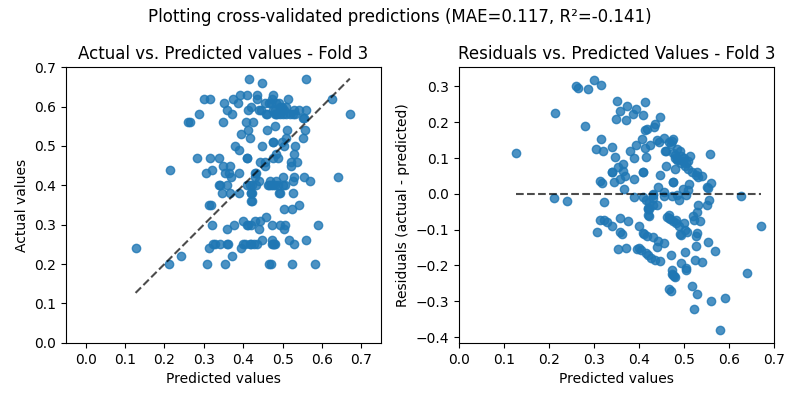 Plotting cross-validated predictions (MAE=0.117, R²=-0.141)
Actual vs. Predicted values - Fold 3
0.7
0.6
0.5
0.4
0.3
0.2
0.1
0.0
Actual values
0.0 0.1 0.2 0.3 0.4 0.5 0.6 0.7
Predicted values
Residuals vs. Predicted Values - Fold 3
0.3
0.2
0.1
0.0
−0.1
−0.2
−0.3
−0.4
Residuals (actual - predicted)
0.0 0.1 0.2 0.3 0.4 0.5 0.6 0.7
Predicted values